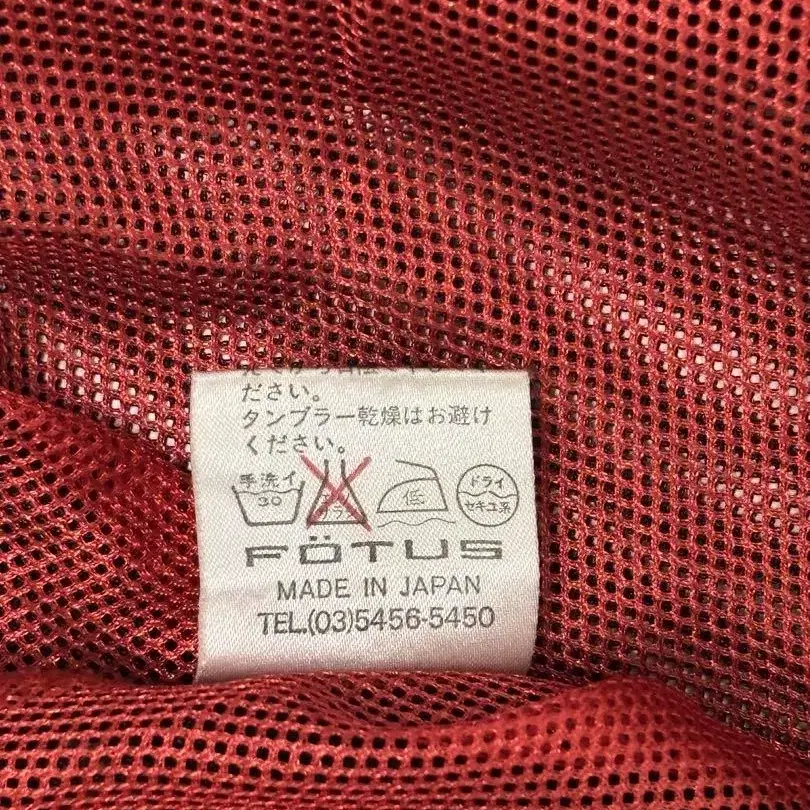 ださい。
タンブラー乾燥はお避け
ください。
手洗イ
30
低
ドライ
セキユ系
FÖTUS
MADE IN JAPAN
TEL.(03)5456-5450